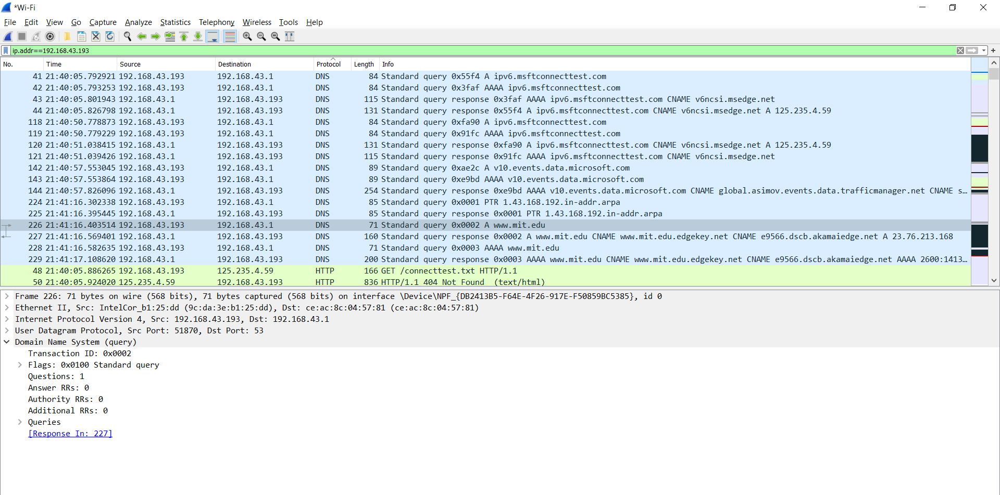 *Wi-Fi
File Edit View Go Capture Analyze Statistics Telephony Wireless Tools Help
ip.addr==192.168.43.193
No. Time Source Destination Protocol Length Info
41 21:40:05.792921 192.168.43.193 192.168.43.1 DNS 84 Standard query 0x55f4 A ipv6.msftconnecttest.com
42 21:40:05.793253 192.168.43.193 192.168.43.1 DNS 84 Standard query 0x3faf AAAA ipv6.msftconnecttest.com
43 21:40:05.801943 192.168.43.1 192.168.43.193 DNS 115 Standard query response 0x3faf AAAA ipv6.msftconnecttest.com CNAME v6ncsi.msedge.net
44 21:40:05.826798 192.168.43.1 192.168.43.193 DNS 131 Standard query response 0x55f4 A ipv6.msftconnecttest.com CNAME v6ncsi.msedge.net A 125.235.4.59
118 21:40:50.778873 192.168.43.193 192.168.43.1 DNS 84 Standard query 0xfa90 A ipv6.msftconnecttest.com
119 21:40:50.779229 192.168.43.193 192.168.43.1 DNS 84 Standard query 0x91fc AAAA ipv6.msftconnecttest.com
120 21:40:51.038415 192.168.43.1 192.168.43.193 DNS 131 Standard query response 0xfa90 A ipv6.msftconnecttest.com CNAME v6ncsi.msedge.net A 125.235.4.59
121 21:40:51.039426 192.168.43.1 192.168.43.193 DNS 115 Standard query response 0x91fc AAAA ipv6.msftconnecttest.com CNAME v6ncsi.msedge.net
142 21:40:57.553045 192.168.43.193 192.168.43.1 DNS 89 Standard query 0xae2c A v10.events.data.microsoft.com
143 21:40:57.553864 192.168.43.193 192.168.43.1 DNS 89 Standard query 0xe9bd AAAA v10.events.data.microsoft.com
144 21:40:57.826096 192.168.43.1 192.168.43.193 DNS 254 Standard query response 0xe9bd AAAA v10.events.data.microsoft.com CNAME global.asimov.events.data.trafficmanager.net CNAME s…
224 21:41:16.302338 192.168.43.193 192.168.43.1 DNS 85 Standard query 0x0001 PTR 1.43.168.192.in-addr.arpa
225 21:41:16.395445 192.168.43.1 192.168.43.193 DNS 85 Standard query response 0x0001 PTR 1.43.168.192.in-addr.arpa
226 21:41:16.403514 192.168.43.193 192.168.43.1 DNS 71 Standard query 0x0002 A www.mit.edu
227 21:41:16.569401 192.168.43.1 192.168.43.193 DNS 160 Standard query response 0x0002 A www.mit.edu CNAME www.mit.edu.edgekey.net CNAME e9566.dscb.akamaiedge.net A 23.76.213.168
228 21:41:16.582635 192.168.43.193 192.168.43.1 DNS 71 Standard query 0x0003 AAAA www.mit.edu
229 21:41:17.108620 192.168.43.1 192.168.43.193 DNS 200 Standard query response 0x0003 AAAA www.mit.edu CNAME www.mit.edu.edgekey.net CNAME e9566.dscb.akamaiedge.net AAAA 2600:1413…
48 21:40:05.886265 192.168.43.193 125.235.4.59 HTTP 166 GET /connecttest.txt HTTP/1.1
50 21:40:05.924020 125.235.4.59 192.168.43.193 HTTP 836 HTTP/1.1 404 Not Found (text/html)
Frame 226: 71 bytes on wire (568 bits), 71 bytes captured (568 bits) on interface \Device\NPF_{DB2413B5-F64E-4F26-917E-F50859BC5385}, id 0
Ethernet II, Src: IntelCor_b1:25:dd (9c:da:3e:b1:25:dd), Dst: ce:ac:8c:04:57:81 (ce:ac:8c:04:57:81)
Internet Protocol Version 4, Src: 192.168.43.193, Dst: 192.168.43.1
User Datagram Protocol, Src Port: 51870, Dst Port: 53
Domain Name System (query)
Transaction ID: 0x0002
Flags: 0x0100 Standard query
Questions: 1
Answer RRs: 0
Authority RRs: 0
Additional RRs: 0
Queries
[Response In: 227]